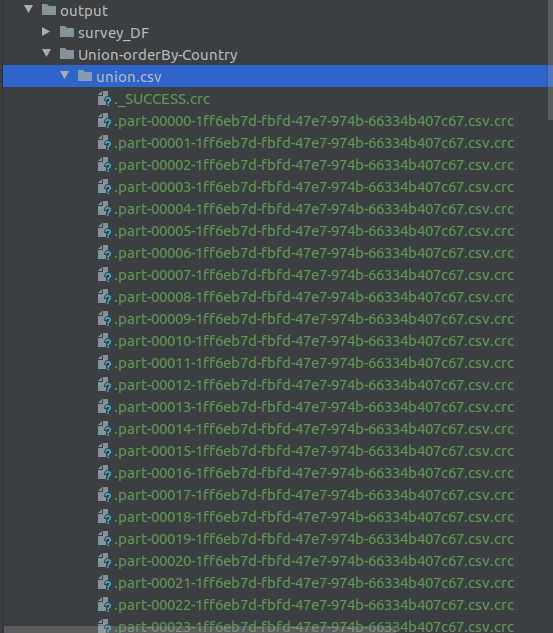 output
survey_DF
Union-orderBy-Country
union.csv
._SUCCESS.crc
.part-00000-1ff6eb7d-fbfd-47e7-974b-66334b407c67.csv.crc
.part-00001-1ff6eb7d-fbfd-47e7-974b-66334b407c67.csv.crc
.part-00002-1ff6eb7d-fbfd-47e7-974b-66334b407c67.csv.crc
.part-00003-1ff6eb7d-fbfd-47e7-974b-66334b407c67.csv.crc
.part-00004-1ff6eb7d-fbfd-47e7-974b-66334b407c67.csv.crc
.part-00005-1ff6eb7d-fbfd-47e7-974b-66334b407c67.csv.crc
.part-00006-1ff6eb7d-fbfd-47e7-974b-66334b407c67.csv.crc
.part-00007-1ff6eb7d-fbfd-47e7-974b-66334b407c67.csv.crc
.part-00008-1ff6eb7d-fbfd-47e7-974b-66334b407c67.csv.crc
.part-00009-1ff6eb7d-fbfd-47e7-974b-66334b407c67.csv.crc
.part-00010-1ff6eb7d-fbfd-47e7-974b-66334b407c67.csv.crc
.part-00011-1ff6eb7d-fbfd-47e7-974b-66334b407c67.csv.crc
.part-00012-1ff6eb7d-fbfd-47e7-974b-66334b407c67.csv.crc
.part-00013-1ff6eb7d-fbfd-47e7-974b-66334b407c67.csv.crc
.part-00014-1ff6eb7d-fbfd-47e7-974b-66334b407c67.csv.crc
.part-00015-1ff6eb7d-fbfd-47e7-974b-66334b407c67.csv.crc
.part-00016-1ff6eb7d-fbfd-47e7-974b-66334b407c67.csv.crc
.part-00017-1ff6eb7d-fbfd-47e7-974b-66334b407c67.csv.crc
.part-00018-1ff6eb7d-fbfd-47e7-974b-66334b407c67.csv.crc
.part-00019-1ff6eb7d-fbfd-47e7-974b-66334b407c67.csv.crc
.part-00020-1ff6eb7d-fbfd-47e7-974b-66334b407c67.csv.crc
.part-00021-1ff6eb7d-fbfd-47e7-974b-66334b407c67.csv.crc
.part-00022-1ff6eb7d-fbfd-47e7-974b-66334b407c67.csv.crc
.part-00023-1ff6eb7d-fbfd-47e7-974b-66334b407c67.csv.crc